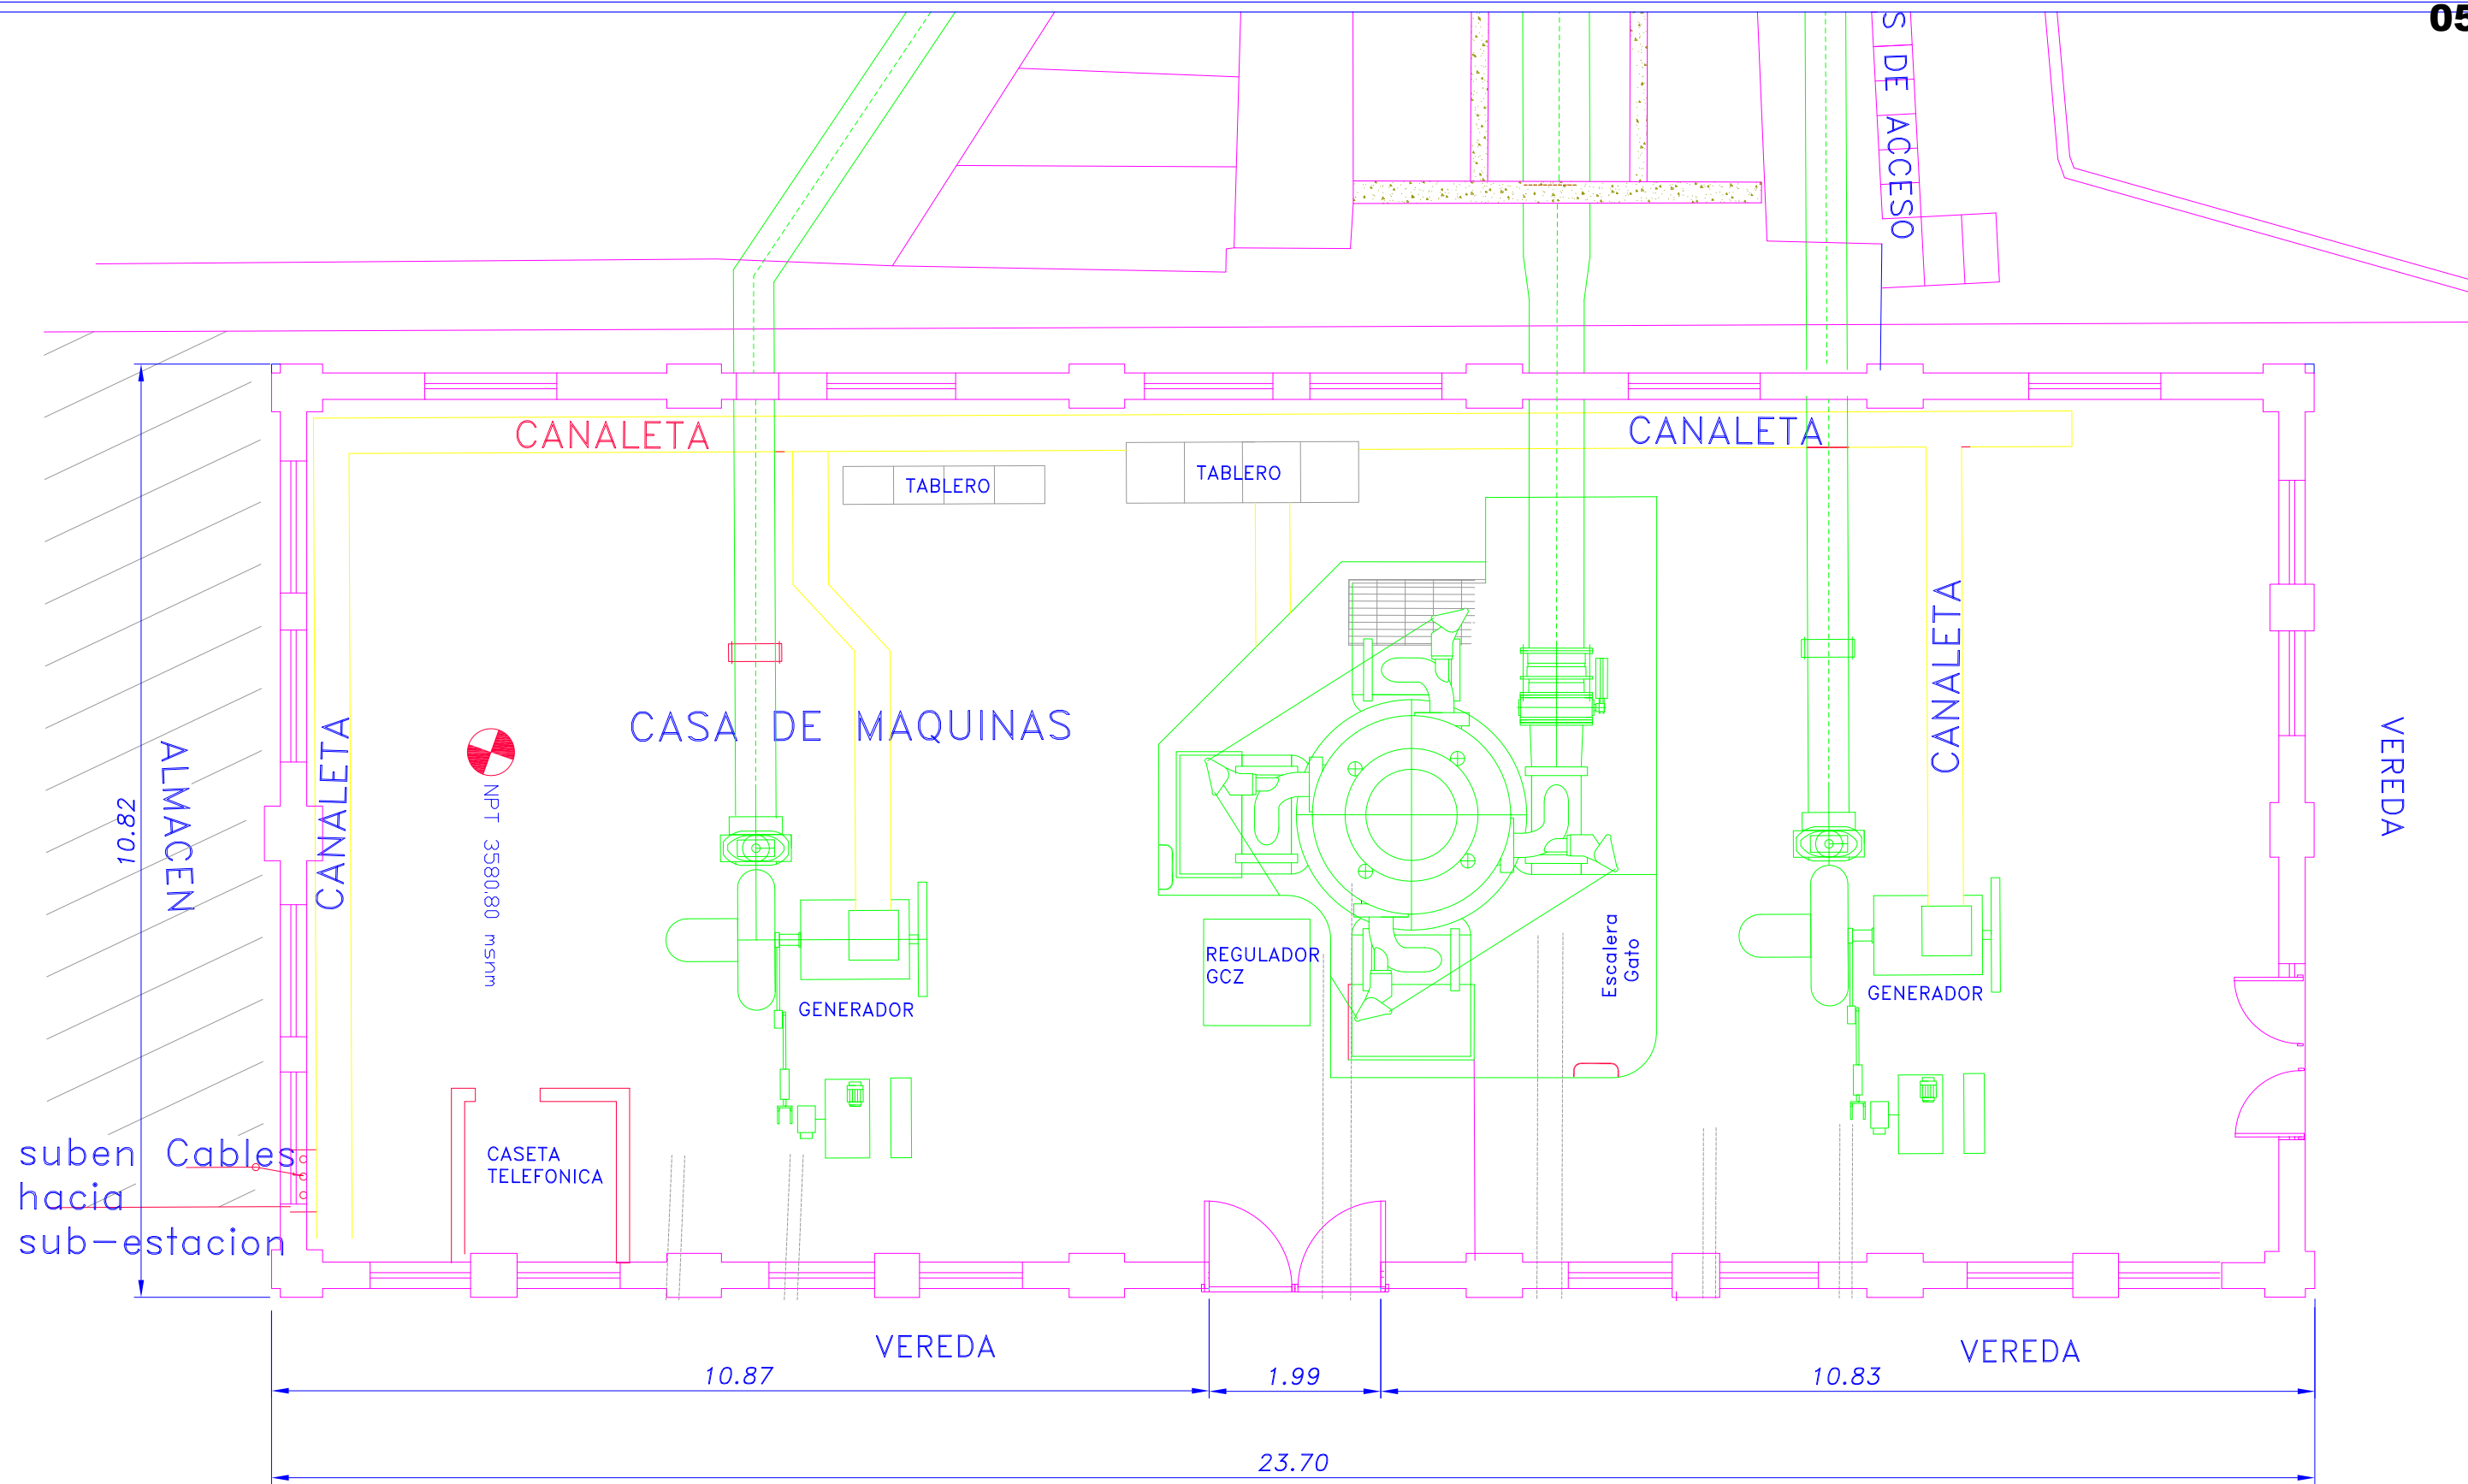 05
S DE ACCESO
CANALETA
CANALETA
TABLERO
TABLERO
CANALETA
CASA DE MAQUINAS
VEREDA
ALMACEN
10.82
CANALETA
NPT 3580.80 msnm
REGULADOR
GCZ
Escalera
Gato
GENERADOR
GENERADOR
suben Cables
hacia
sub-estacion
CASETA
TELEFONICA
VEREDA
VEREDA
10.87
1.99
10.83
23.70